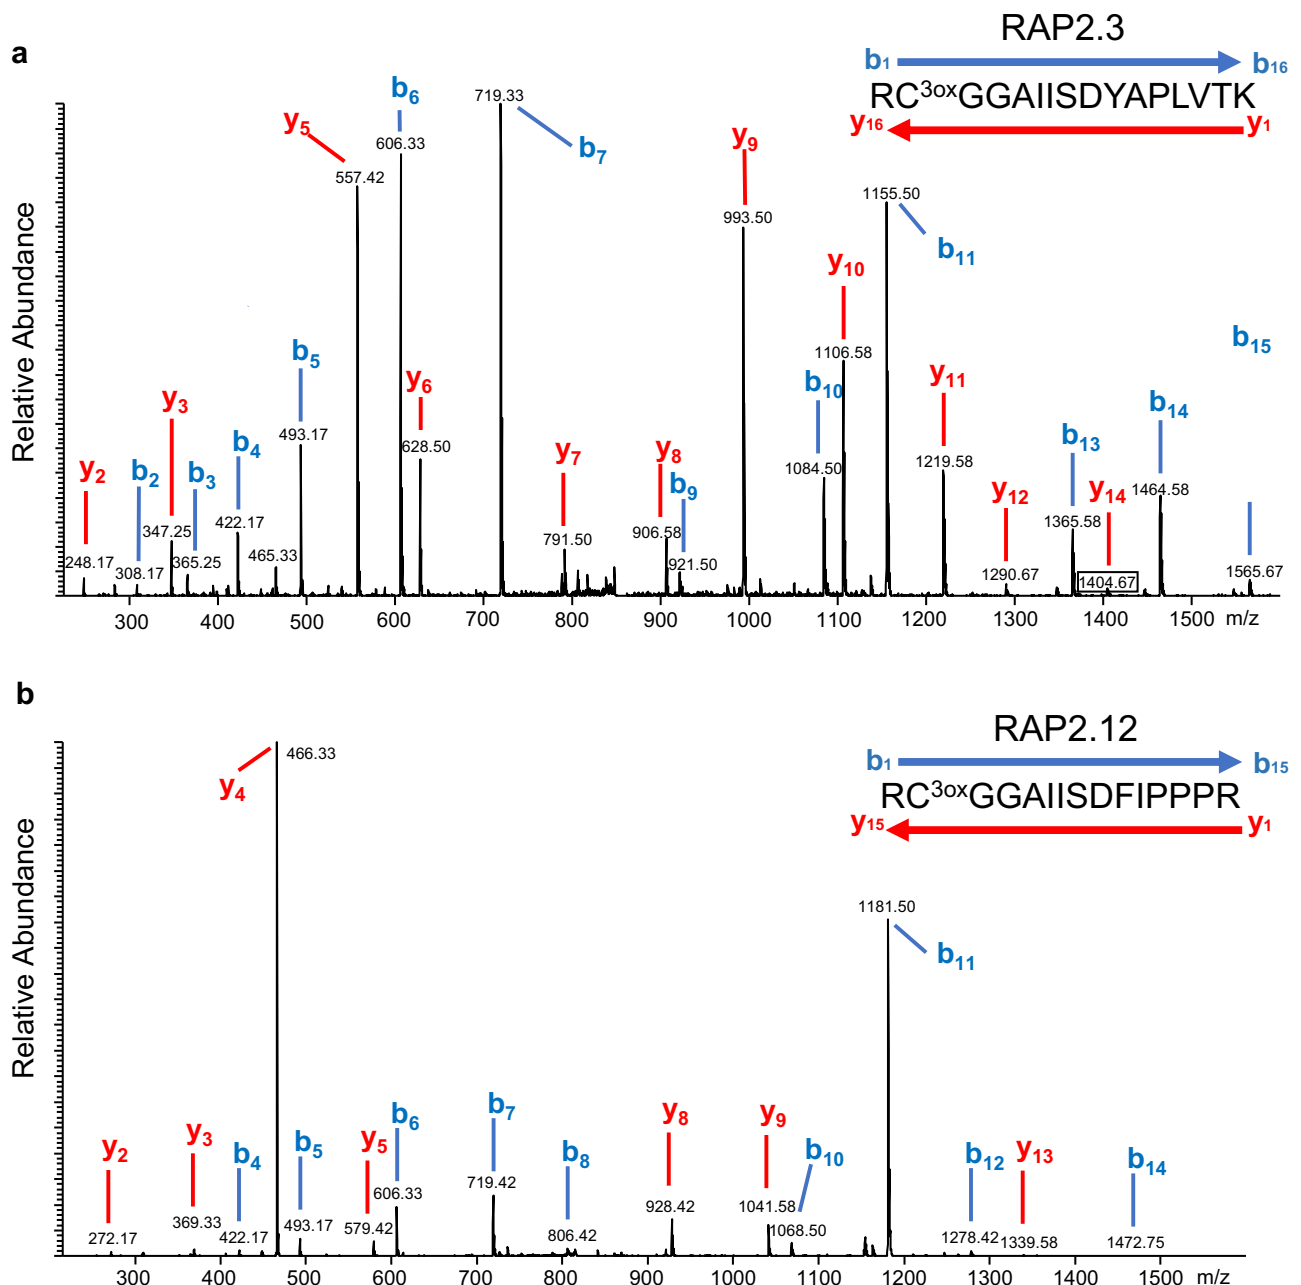 a
RAP2.3
b1 b16
RC3oxGGAIISDYAPLVTK
y16 y1
Relative Abundance
y2 b2 y3 b3 b4 b5 y5 b6 y6 b7 y7 y8 b9 y9 b10 y10 b11 y11 y12 b13 y14 b14 b15
248.17 308.17 347.25 365.25 422.17 465.33 493.17 557.42 606.33 628.50 719.33 791.50 906.58 921.50 993.50 1084.50 1106.58 1155.50 1219.58 1290.67 1365.58 1404.67 1464.58 1565.67
300 400 500 600 700 800 900 1000 1100 1200 1300 1400 1500 m/z
b
RAP2.12
b1 b15
RC3oxGGAIISDFIPPPR
y15 y1
Relative Abundance
y2 y3 b4 y4 b5 y5 b6 b7 b8 y8 y9 b10 b11 b12 y13 b14
272.17 369.33 422.17 466.33 493.17 579.42 606.33 719.42 806.42 928.42 1041.58 1068.50 1181.50 1278.42 1339.58 1472.75
300 400 500 600 700 800 900 1000 1100 1200 1300 1400 1500 m/z